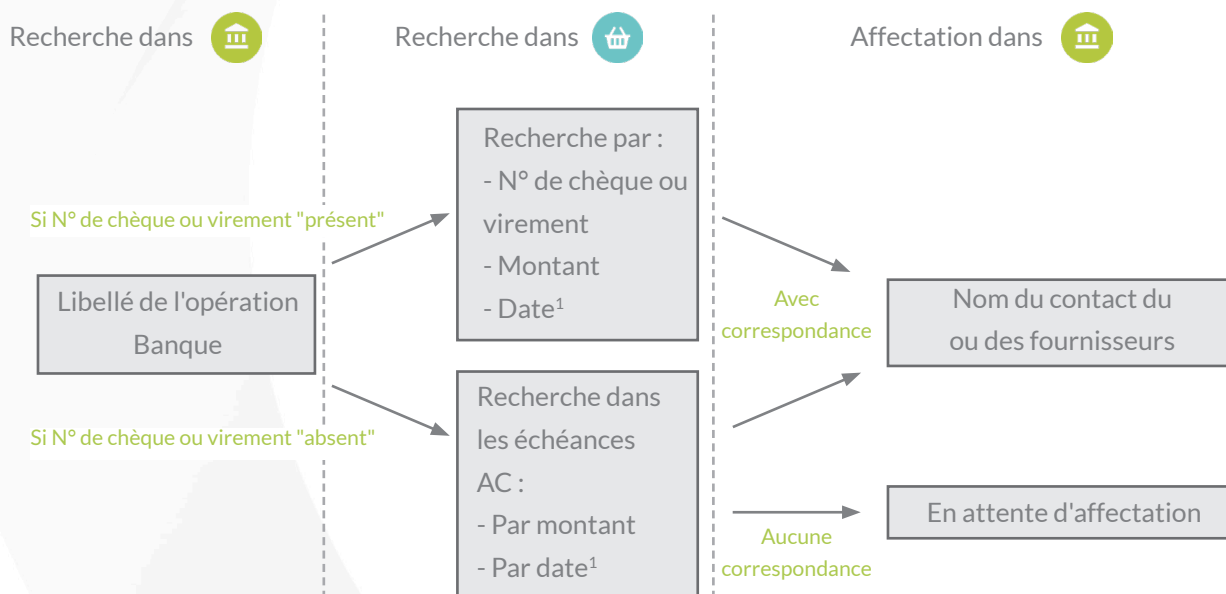 Recherche dans
Recherche dans
Affectation dans
Si N° de chèque ou virement "présent"
Libellé de l'opération
Banque
Si N° de chèque ou virement "absent"
Recherche par :
- N° de chèque ou
virement
- Montant
- Date¹
Recherche dans
les échéances
AC :
- Par montant
- Par date¹
Avec
correspondance
Aucune
correspondance
Nom du contact du
ou des fournisseurs
En attente d'affectation